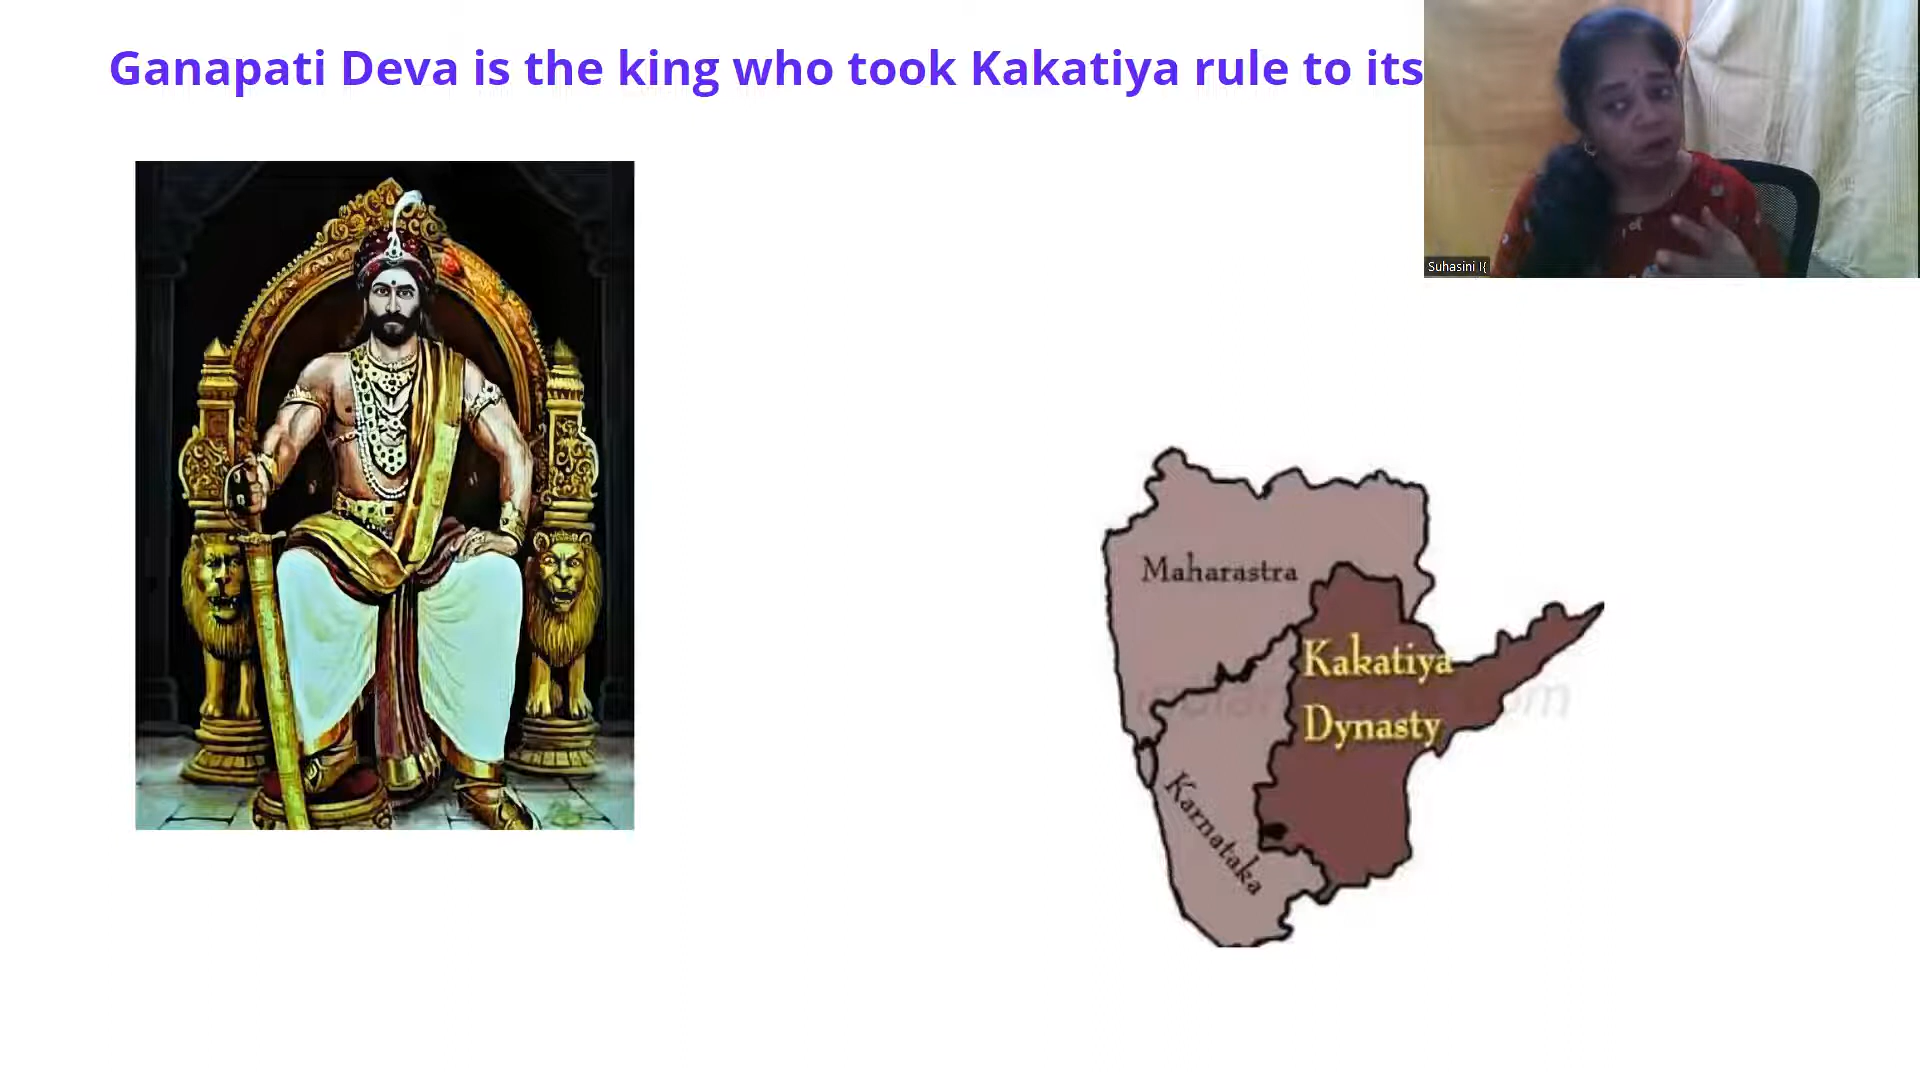 Ganapati Deva is the king who took Kakatiya rule to its
Suhasini
Maharastra
Kakatiya
Dynasty
Karnataka